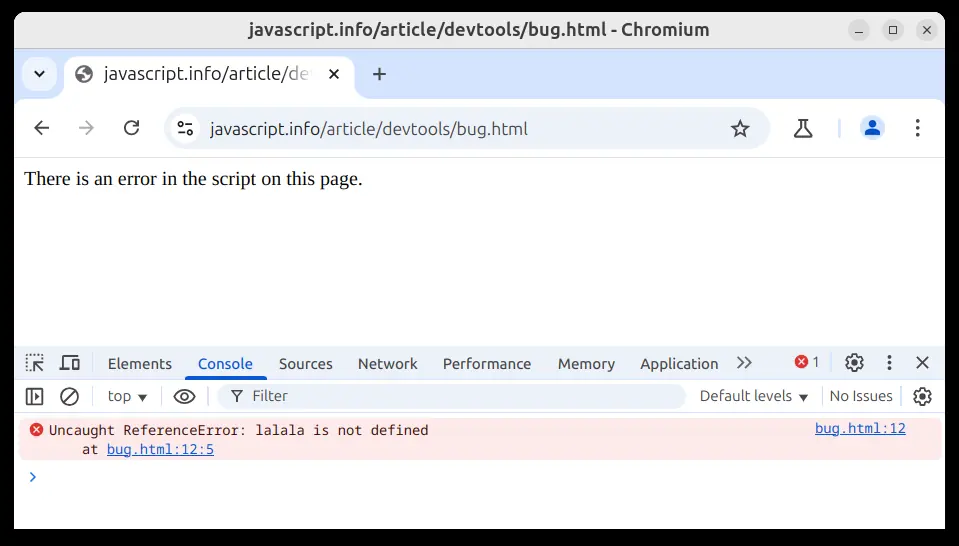 javascript.info/article/devtools/bug.html - Chromium
javascript.info/article/de
javascript.info/article/devtools/bug.html
There is an error in the script on this page.
Elements Console Sources Network Performance Memory Application 1
top Filter Default levels No Issues
Uncaught ReferenceError: lalala is not defined bug.html:12
at bug.html:12:5